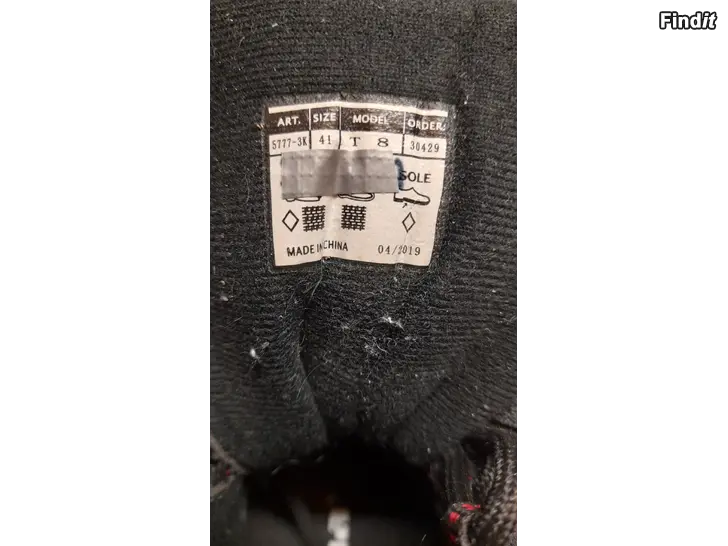 Findit
ART. SIZE MODEL ORDER:
5777-3K 41 T 8 30429
SOLE
MADE IN CHINA 04/2019